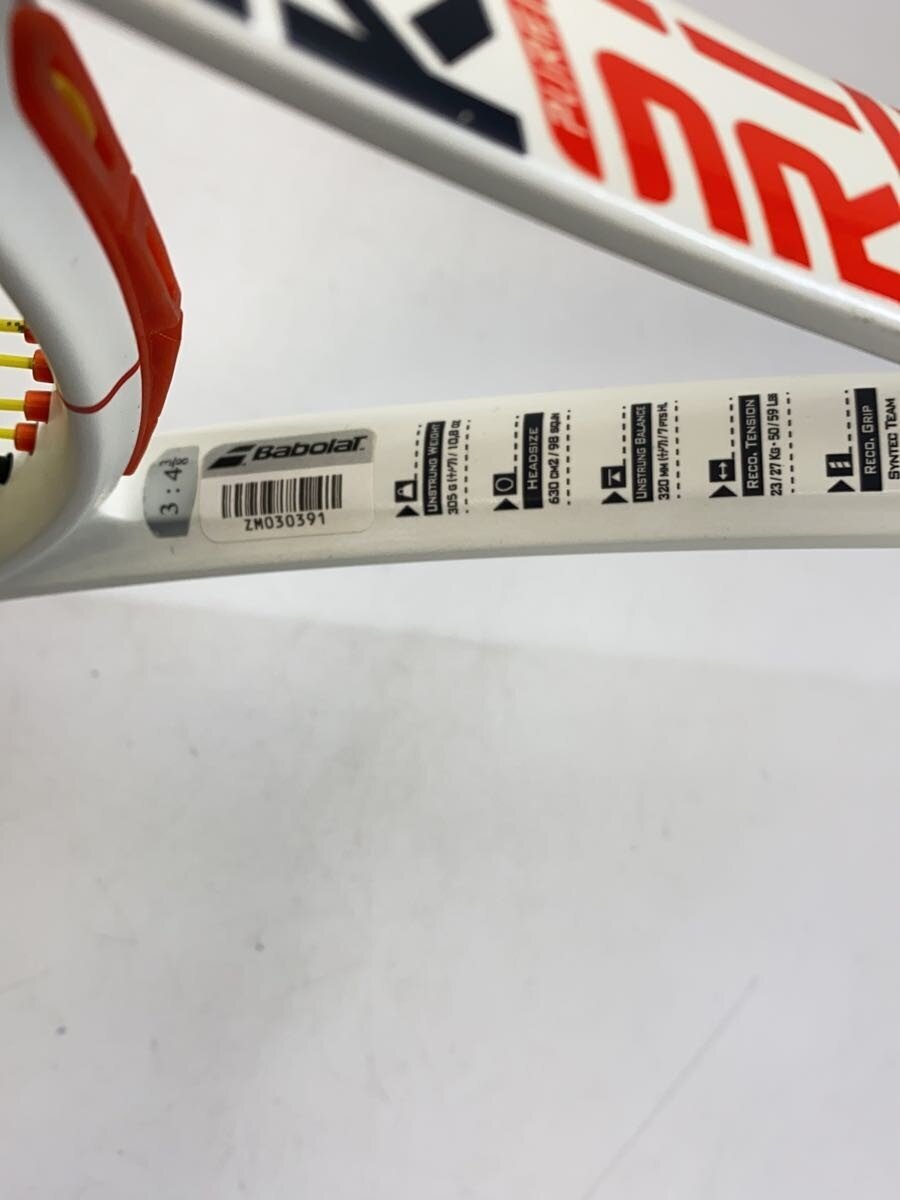 PURE
STR
3 : 4 3/8
BabolaT
ZM030391
UNSTRUNG WEIGHT
305 G (+/-7) / 10,8 OZ
HEADSIZE
630 CM2 / 98 SQ.IN
UNSTRUNG BALANCE
320 MM (+/-7) / 7 PTS HL
RECO. TENSION
23 / 27 KG - 50 / 59 LBS
RECO. GRIP
SYNTEC TEAM